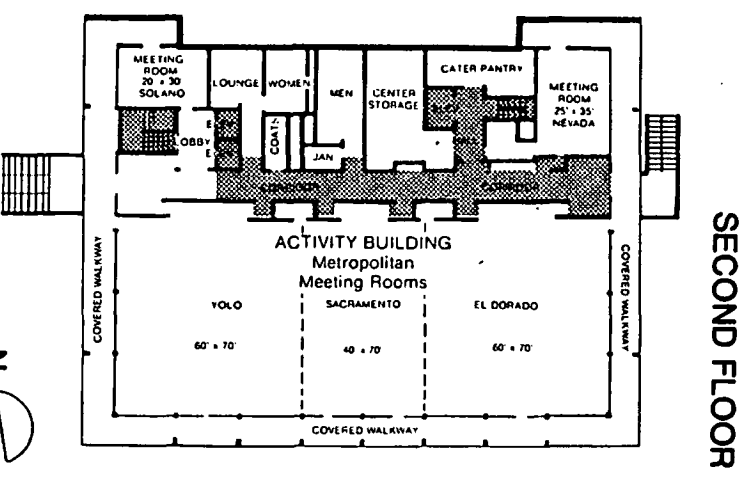 MEETING
ROOM
20' x 30'
SOLANO
LOUNGE
WOMEN
MEN
CENTER
STORAGE
CATER PANTRY
MEETING
ROOM
25' x 35'
NEVADA
ELEV
HALL
LOBBY
E
E
COATS
JAN
CORRIDOR
CORRIDOR
ACTIVITY BUILDING
Metropolitan
Meeting Rooms
YOLO
60' x 70'
SACRAMENTO
40' x 70'
EL DORADO
60' x 70'
COVERED WALKWAY
COVERED WALKWAY
COVERED WALKWAY
SECOND FLOOR
N